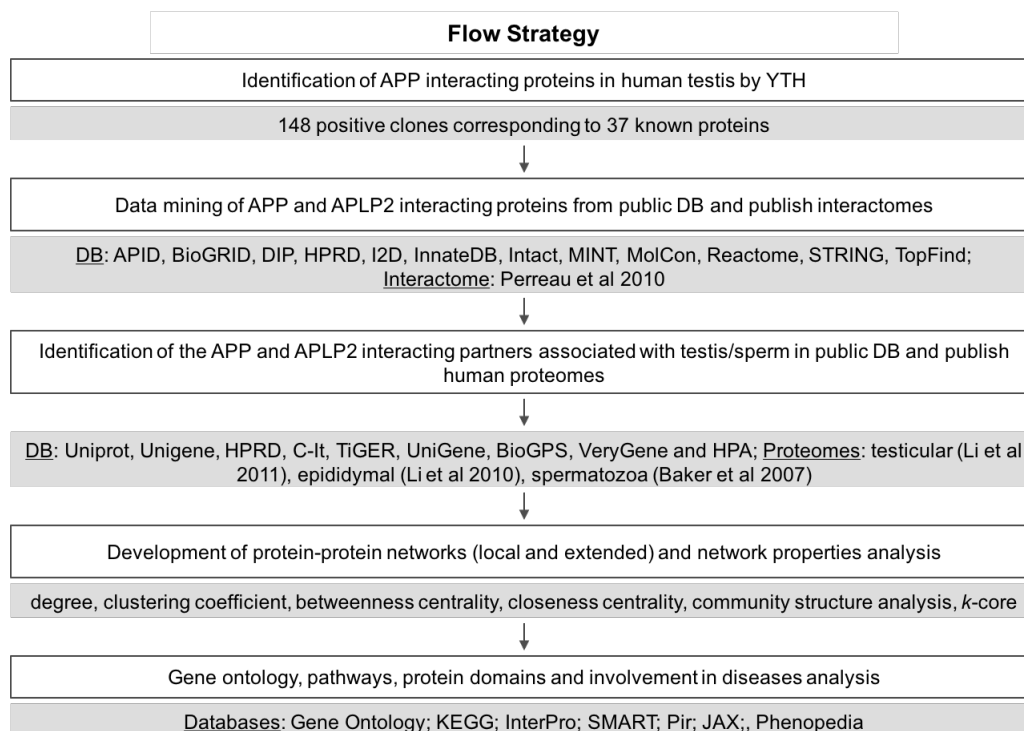 Flow Strategy
Identification of APP interacting proteins in human testis by YTH
148 positive clones corresponding to 37 known proteins
Data mining of APP and APLP2 interacting proteins from public DB and publish interactomes
DB: APID, BioGRID, DIP, HPRD, I2D, InnateDB, Intact, MINT, MolCon, Reactome, STRING, TopFind;
Interactome: Perreau et al 2010
Identification of the APP and APLP2 interacting partners associated with testis/sperm in public DB and publish
human proteomes
DB: Uniprot, Unigene, HPRD, C-It, TiGER, UniGene, BioGPS, VeryGene and HPA; Proteomes: testicular (Li et al
2011), epididymal (Li et al 2010), spermatozoa (Baker et al 2007)
Development of protein-protein networks (local and extended) and network properties analysis
degree, clustering coefficient, betweenness centrality, closeness centrality, community structure analysis, k-core
Gene ontology, pathways, protein domains and involvement in diseases analysis
Databases: Gene Ontology; KEGG; InterPro; SMART; Pir; JAX;, Phenopedia